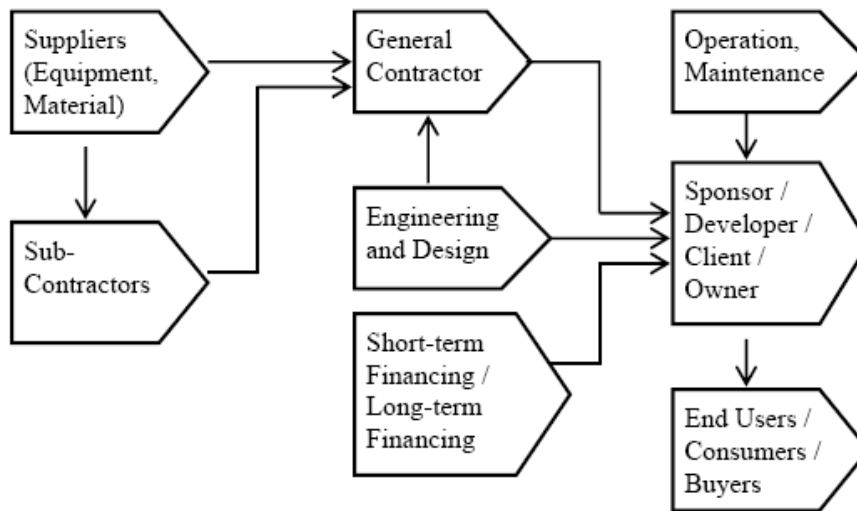 Suppliers
(Equipment,
Material)
General
Contractor
Operation,
Maintenance
Sub-
Contractors
Engineering
and Design
Sponsor /
Developer /
Client /
Owner
Short-term
Financing /
Long-term
Financing
End Users /
Consumers /
Buyers